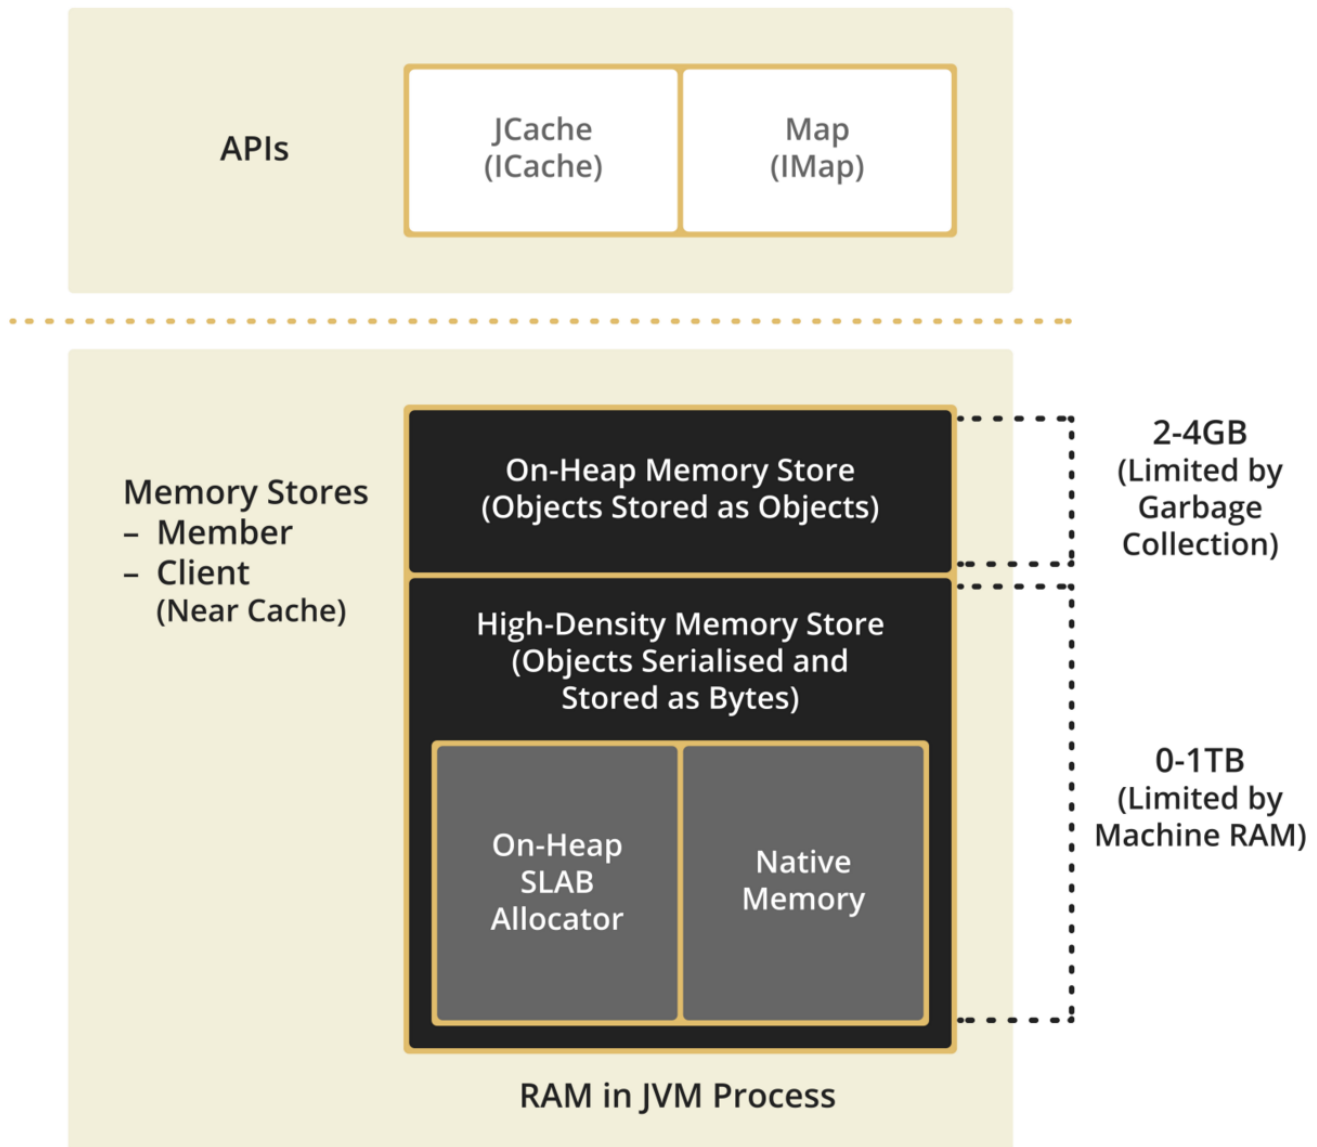 APIs
JCache
(ICache)
Map
(IMap)
Memory Stores
– Member
– Client
(Near Cache)
On-Heap Memory Store
(Objects Stored as Objects)
2-4GB
(Limited by
Garbage
Collection)
High-Density Memory Store
(Objects Serialised and
Stored as Bytes)
On-Heap
SLAB
Allocator
Native
Memory
0-1TB
(Limited by
Machine RAM)
RAM in JVM Process